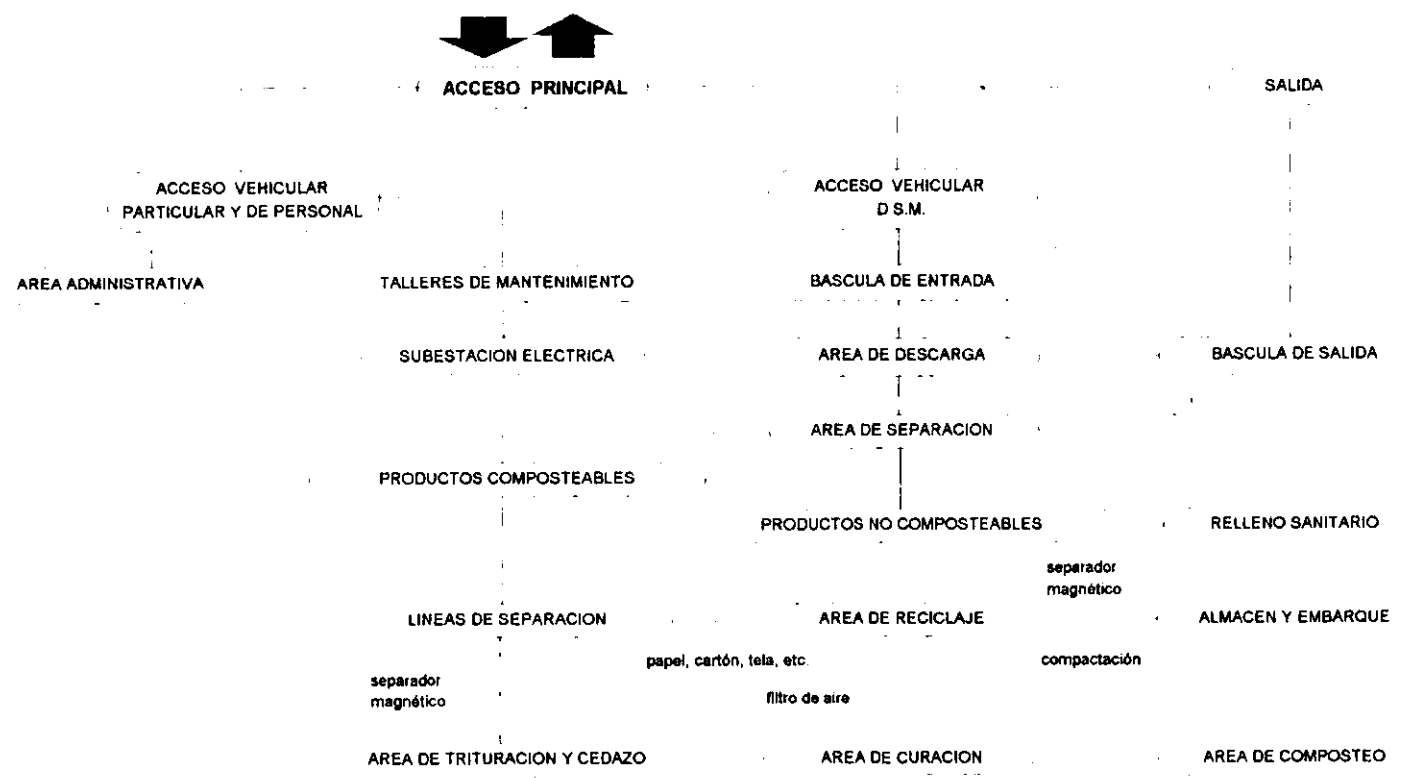 ACCESO PRINCIPAL
SALIDA
ACCESO VEHICULAR
PARTICULAR Y DE PERSONAL
ACCESO VEHICULAR
D S.M.
AREA ADMINISTRATIVA
TALLERES DE MANTENIMIENTO
BASCULA DE ENTRADA
SUBESTACION ELECTRICA
AREA DE DESCARGA
BASCULA DE SALIDA
AREA DE SEPARACION
PRODUCTOS COMPOSTEABLES
PRODUCTOS NO COMPOSTEABLES
RELLENO SANITARIO
separador
magnético
LINEAS DE SEPARACION
AREA DE RECICLAJE
ALMACEN Y EMBARQUE
papel, cartón, tela, etc.
compactación
separador
magnético
filtro de aire
AREA DE TRITURACION Y CEDAZO
AREA DE CURACION
AREA DE COMPOSTEO